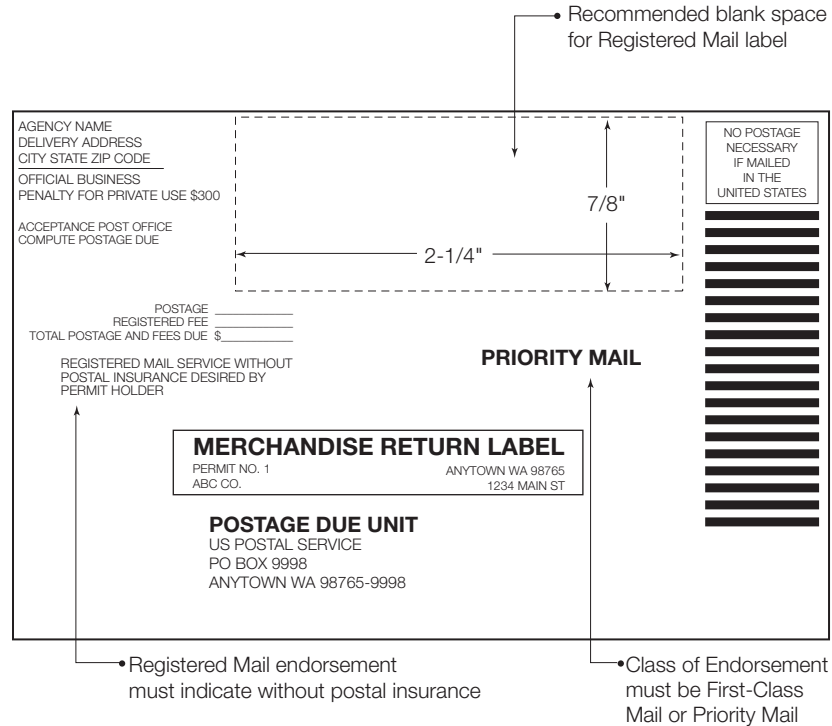 Recommended blank space
for Registered Mail label
AGENCY NAME
DELIVERY ADDRESS
CITY STATE ZIP CODE
OFFICIAL BUSINESS
PENALTY FOR PRIVATE USE $300
ACCEPTANCE POST OFFICE
COMPUTE POSTAGE DUE
7/8"
2-1/4"
NO POSTAGE
NECESSARY
IF MAILED
IN THE
UNITED STATES
POSTAGE
REGISTERED FEE
TOTAL POSTAGE AND FEES DUE $
REGISTERED MAIL SERVICE WITHOUT
POSTAL INSURANCE DESIRED BY
PERMIT HOLDER
PRIORITY MAIL
MERCHANDISE RETURN LABEL
PERMIT NO. 1 ANYTOWN WA 98765
ABC CO. 1234 MAIN ST
POSTAGE DUE UNIT
US POSTAL SERVICE
PO BOX 9998
ANYTOWN WA 98765-9998
Registered Mail endorsement
must indicate without postal insurance
Class of Endorsement
must be First-Class
Mail or Priority Mail